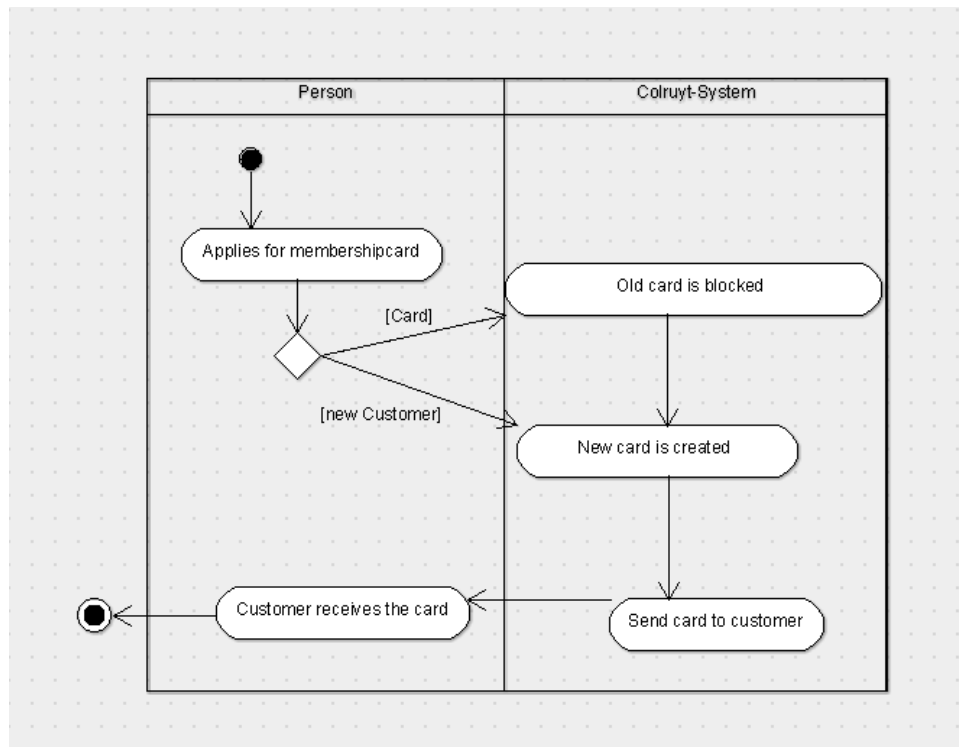 Person
Colruyt-System
Applies for membershipcard
Old card is blocked
[Card]
[new Customer]
New card is created
Customer receives the card
Send card to customer